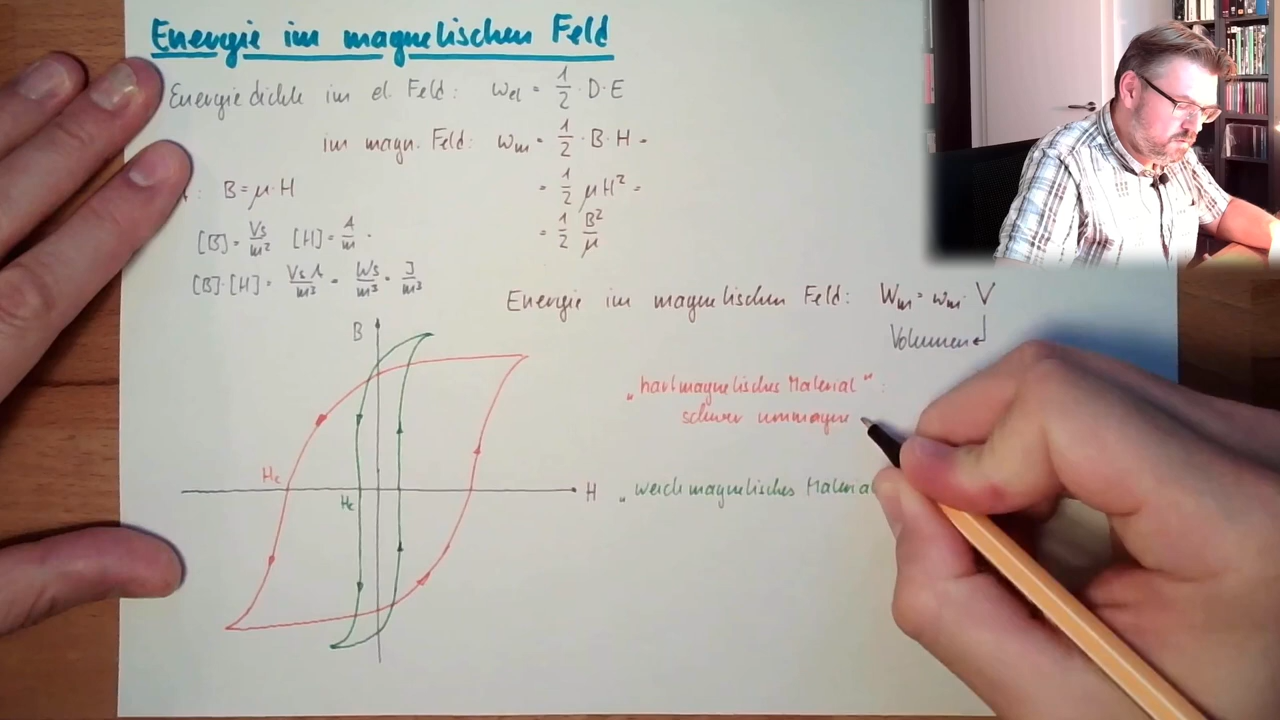 Energie im magnetischen Feld
Energiedichte im el. Feld: wel = 1/2 · D · E
im magn. Feld: wm = 1/2 · B · H =
: B = μ · H = 1/2 μH² =
[B] = Vs/m² [H] = A/m = 1/2 B²/μ
[B]·[H] = VsA/m³ = Ws/m³ = J/m³
Energie im magnetischen Feld: Wm = wm · V
Volumen
B
„hartmagnetisches Material“:
schwer ummagne
Hc
H
Hc
„weichmagnetisches Material